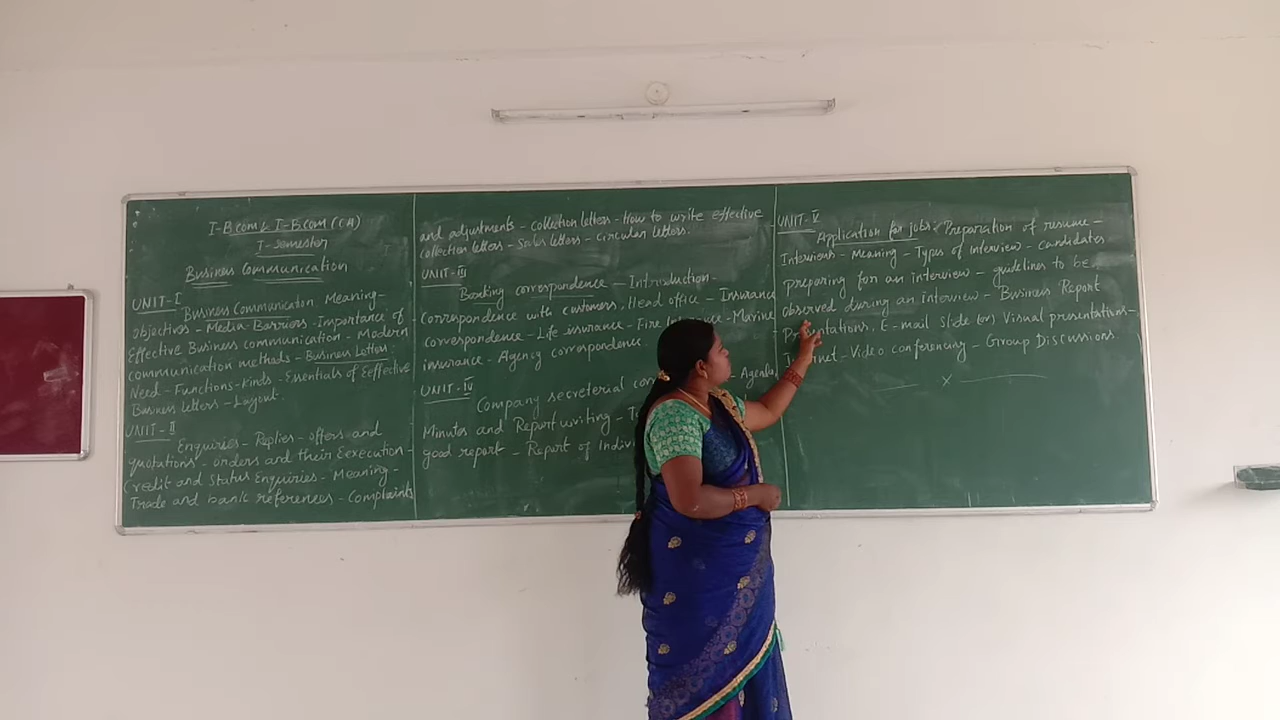 I-B.com & I-B.com (CA)
I-Semester
Business Communication
UNIT-I
Business Communication Meaning-
objectives - Media-Barriers-Importance of
Effective Business communication - Modern
communication methods - Business Letters:
Need - Functions-Kinds - Essentials of Eeffective
Business letters - Layout.
UNIT-II
Enquiries - Replies - offers and
quotations - orders and their Execution -
Credit and Status Enquiries - Meaning -
Trade and bank references - Complaints
and adjustments - Collection letters - How to write effective
collection letters - Sales letters - Circular letters.
UNIT-III
Banking correspondence - Introduction-
Correspondence with customers, Head office - Insurance
correspondence - Life insurance - Fire - Marine
insurance - Agency correspondence.
UNIT-IV
Company secreterial - Agenda
Minutes and Report writing -
good report - Report of
UNIT-V
Application for jobs: Preparation of resume -
Interviews - Meaning - Types of interview - candidates
preparing for an interview - guidelines to be
observed during an interview - Business Report
E-mail Slide (or) Visual presentations-
- Video conferencing - Group Discussions.
x